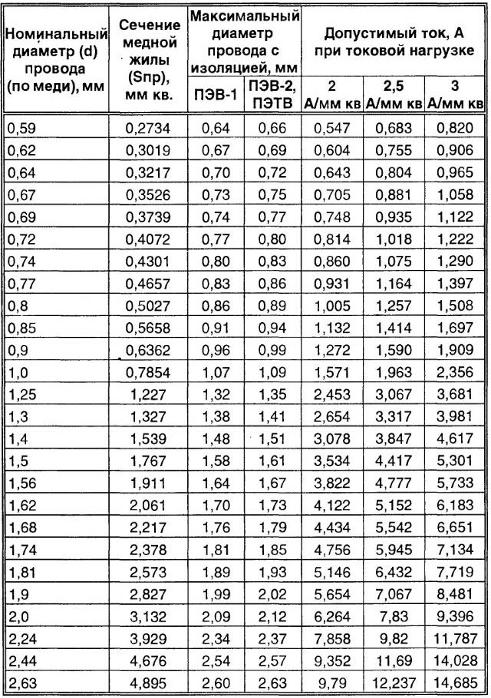 Номинальный диаметр (d) провода (по меди), мм
Сечение медной жилы (Sпр), мм кв.
Максимальный диаметр провода с изоляцией, мм
Допустимый ток, А при токовой нагрузке
ПЭВ-1
ПЭВ-2, ПЭТВ
2 А/мм кв
2,5 А/мм кв
3 А/мм кв
0,59 0,2734 0,64 0,66 0,547 0,683 0,820
0,62 0,3019 0,67 0,69 0,604 0,755 0,906
0,64 0,3217 0,70 0,72 0,643 0,804 0,965
0,67 0,3526 0,73 0,75 0,705 0,881 1,058
0,69 0,3739 0,74 0,77 0,748 0,935 1,122
0,72 0,4072 0,77 0,80 0,814 1,018 1,222
0,74 0,4301 0,80 0,83 0,860 1,075 1,290
0,77 0,4657 0,83 0,86 0,931 1,164 1,397
0,8 0,5027 0,86 0,89 1,005 1,257 1,508
0,85 0,5658 0,91 0,94 1,132 1,414 1,697
0,9 0,6362 0,96 0,99 1,272 1,590 1,909
1,0 0,7854 1,07 1,09 1,571 1,963 2,356
1,25 1,227 1,32 1,35 2,453 3,067 3,681
1,3 1,327 1,38 1,41 2,654 3,317 3,981
1,4 1,539 1,48 1,51 3,078 3,847 4,617
1,5 1,767 1,58 1,61 3,534 4,417 5,301
1,56 1,911 1,64 1,67 3,822 4,777 5,733
1,62 2,061 1,70 1,73 4,122 5,152 6,183
1,68 2,217 1,76 1,79 4,434 5,542 6,651
1,74 2,378 1,81 1,85 4,756 5,945 7,134
1,81 2,573 1,89 1,93 5,146 6,432 7,719
1,9 2,827 1,99 2,02 5,654 7,067 8,481
2,0 3,132 2,09 2,12 6,264 7,83 9,396
2,24 3,929 2,34 2,37 7,858 9,82 11,787
2,44 4,676 2,54 2,57 9,352 11,69 14,028
2,63 4,895 2,60 2,63 9,79 12,237 14,685